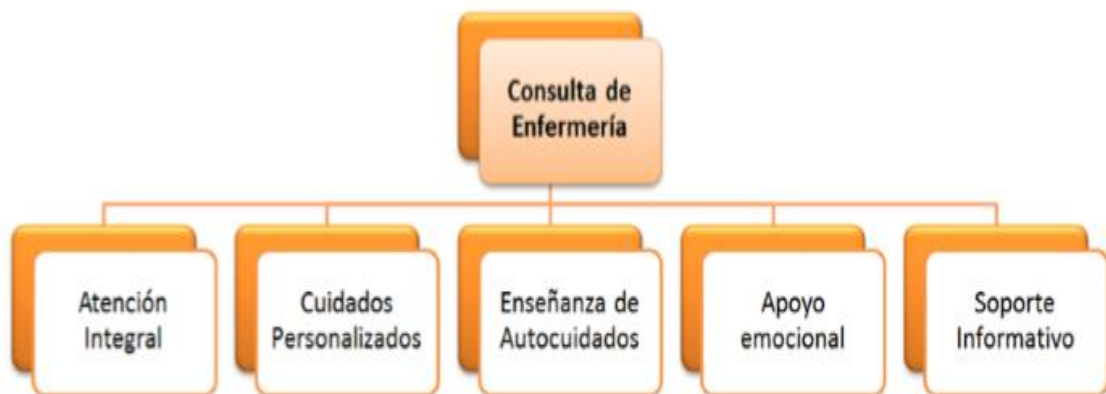 Consulta de
Enfermería
Atención
Integral
Cuidados
Personalizados
Enseñanza de
Autocuidados
Apoyo
emocional
Soporte
Informativo